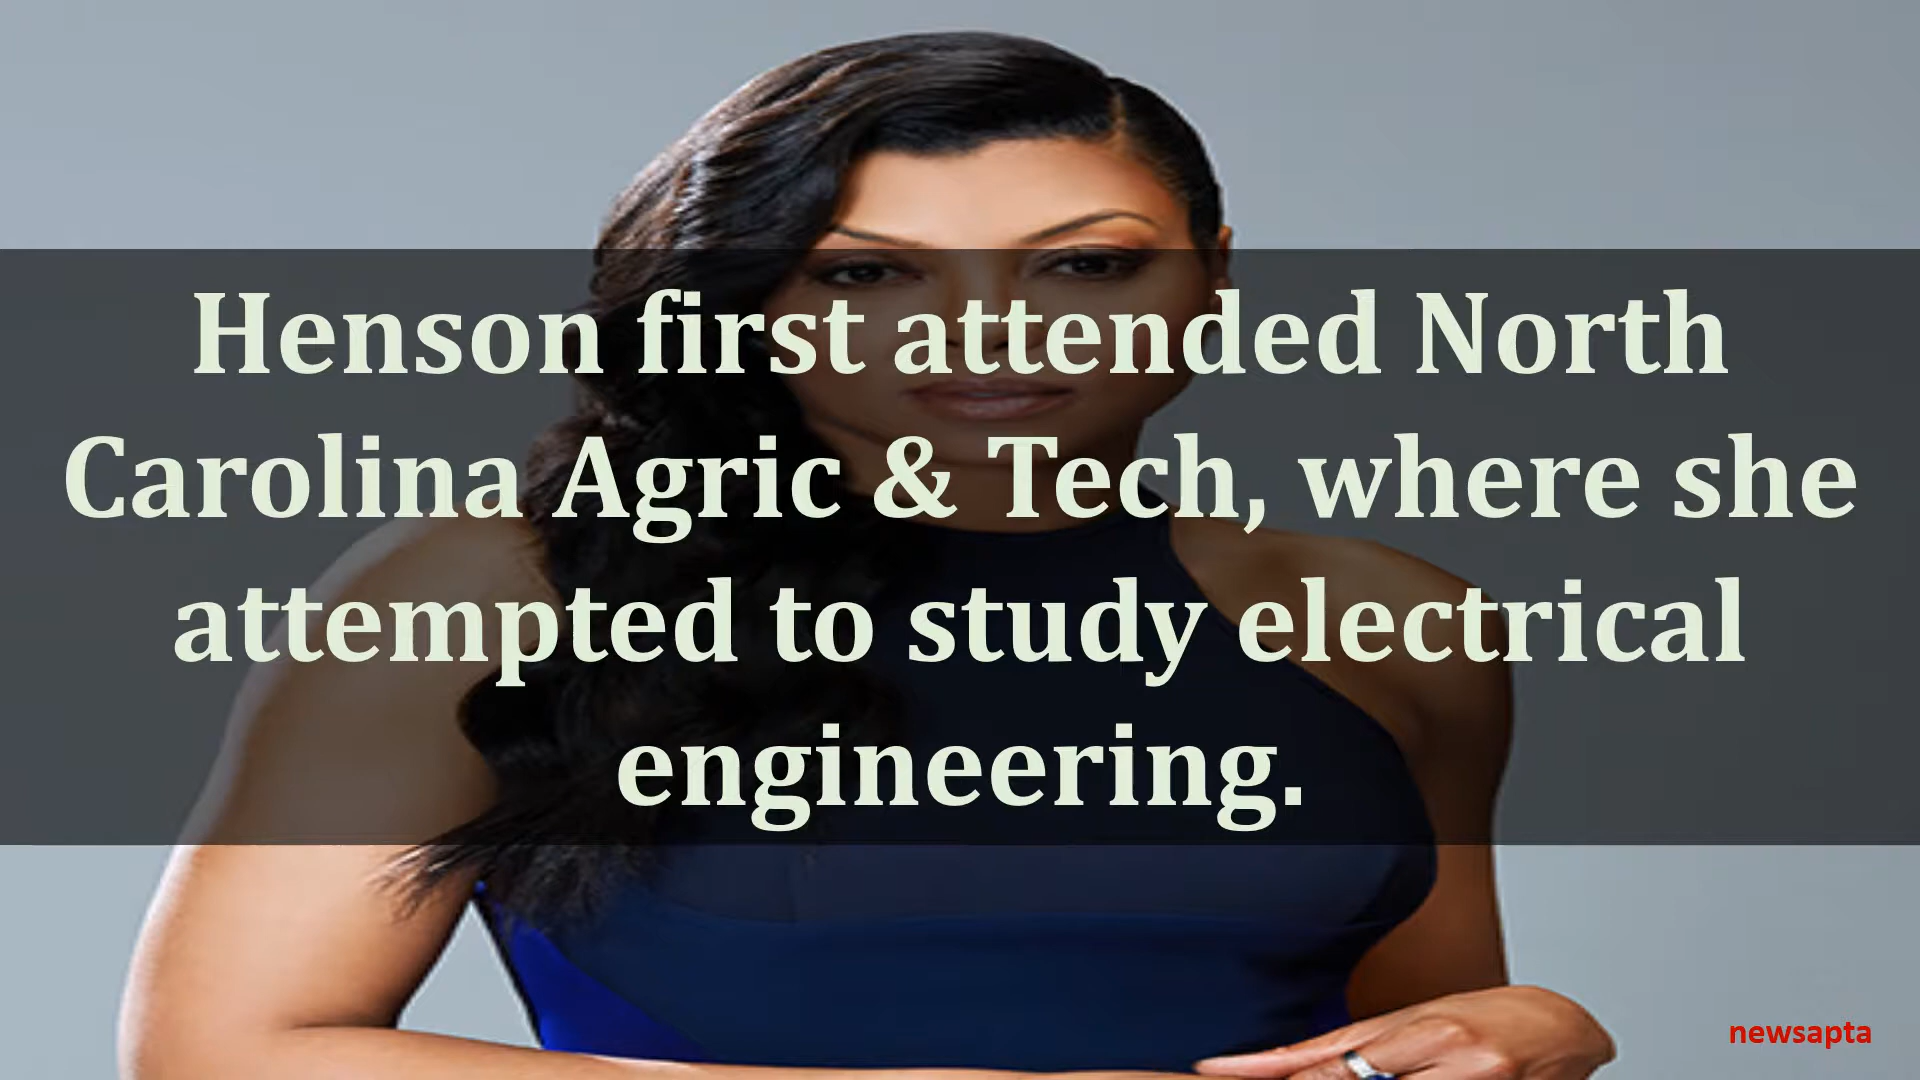 Henson first attended North
Carolina Agric & Tech, where she
attempted to study electrical
engineering.
newsapta